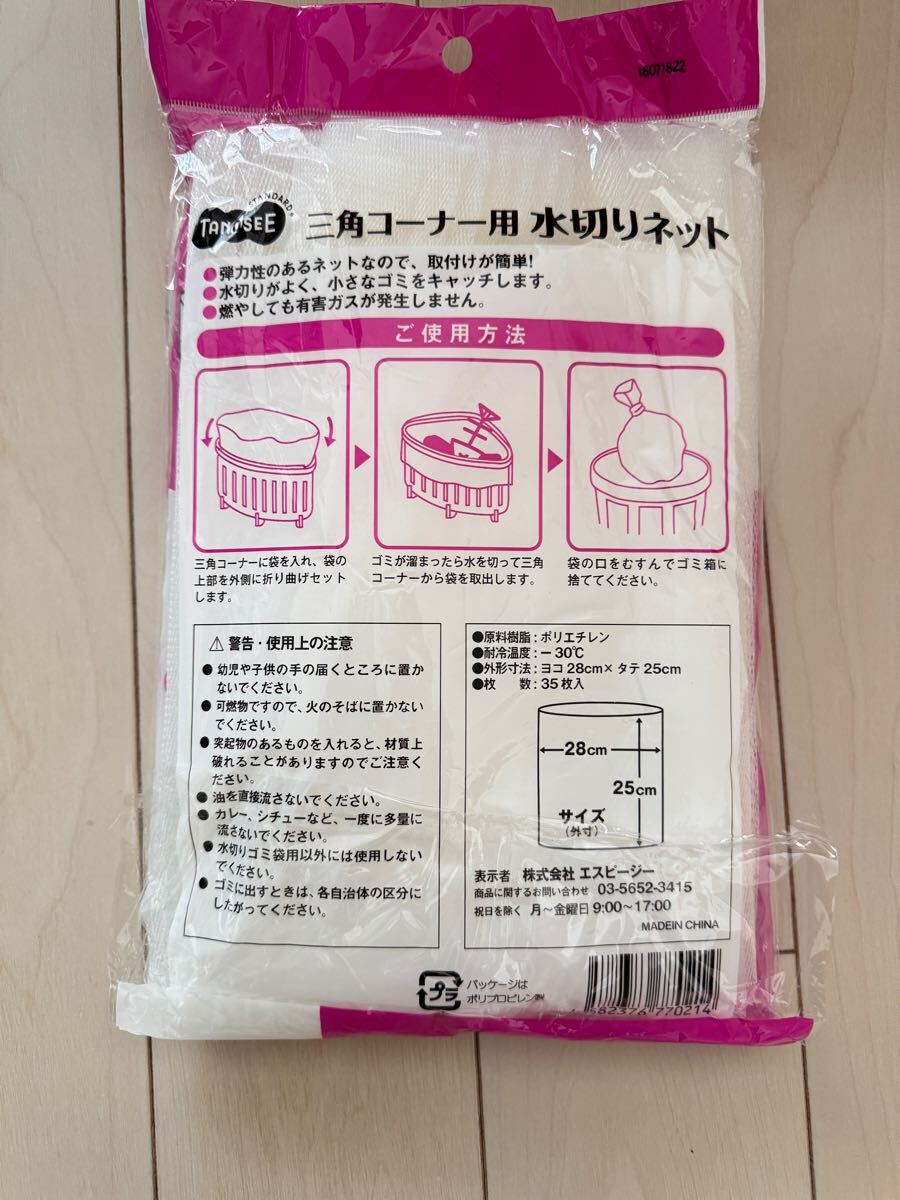 16071822
STANDARD®
TANOSEE
三角コーナー用 水切りネット
●弾力性のあるネットなので、取付けが簡単!
●水切りがよく、小さなゴミをキャッチします。
●燃やしても有害ガスが発生しません。
ご使用方法
三角コーナーに袋を入れ、袋の
上部を外側に折り曲げセット
します。
ゴミが溜まったら水を切って三角
コーナーから袋を取出します。
袋の口をむすんでゴミ箱に
捨ててください。
⚠ 警告・使用上の注意
● 幼児や子供の手の届くところに置か
ないでください。
● 可燃物ですので、火のそばに置かない
でください。
● 突起物のあるものを入れると、材質上
破れることがありますのでご注意く
ださい。
● 油を直接流さないでください。
● カレー、シチューなど、一度に多量に
流さないでください。
● 水切りゴミ袋用以外には使用しない
でください。
● ゴミに出すときは、各自治体の区分に
したがってください。
●原料樹脂:ポリエチレン
●耐冷温度:ー30℃
●外形寸法:ヨコ28cm×タテ25cm
●枚 数:35枚入
28cm
25cm
サイズ
(外寸)
表示者 株式会社 エスピージー
商品に関するお問い合わせ 03-5652-3415
祝日を除く 月〜金曜日9:00〜17:00
MADEIN CHINA
プラ
パッケージは
ポリプロピレン製
582376 770214